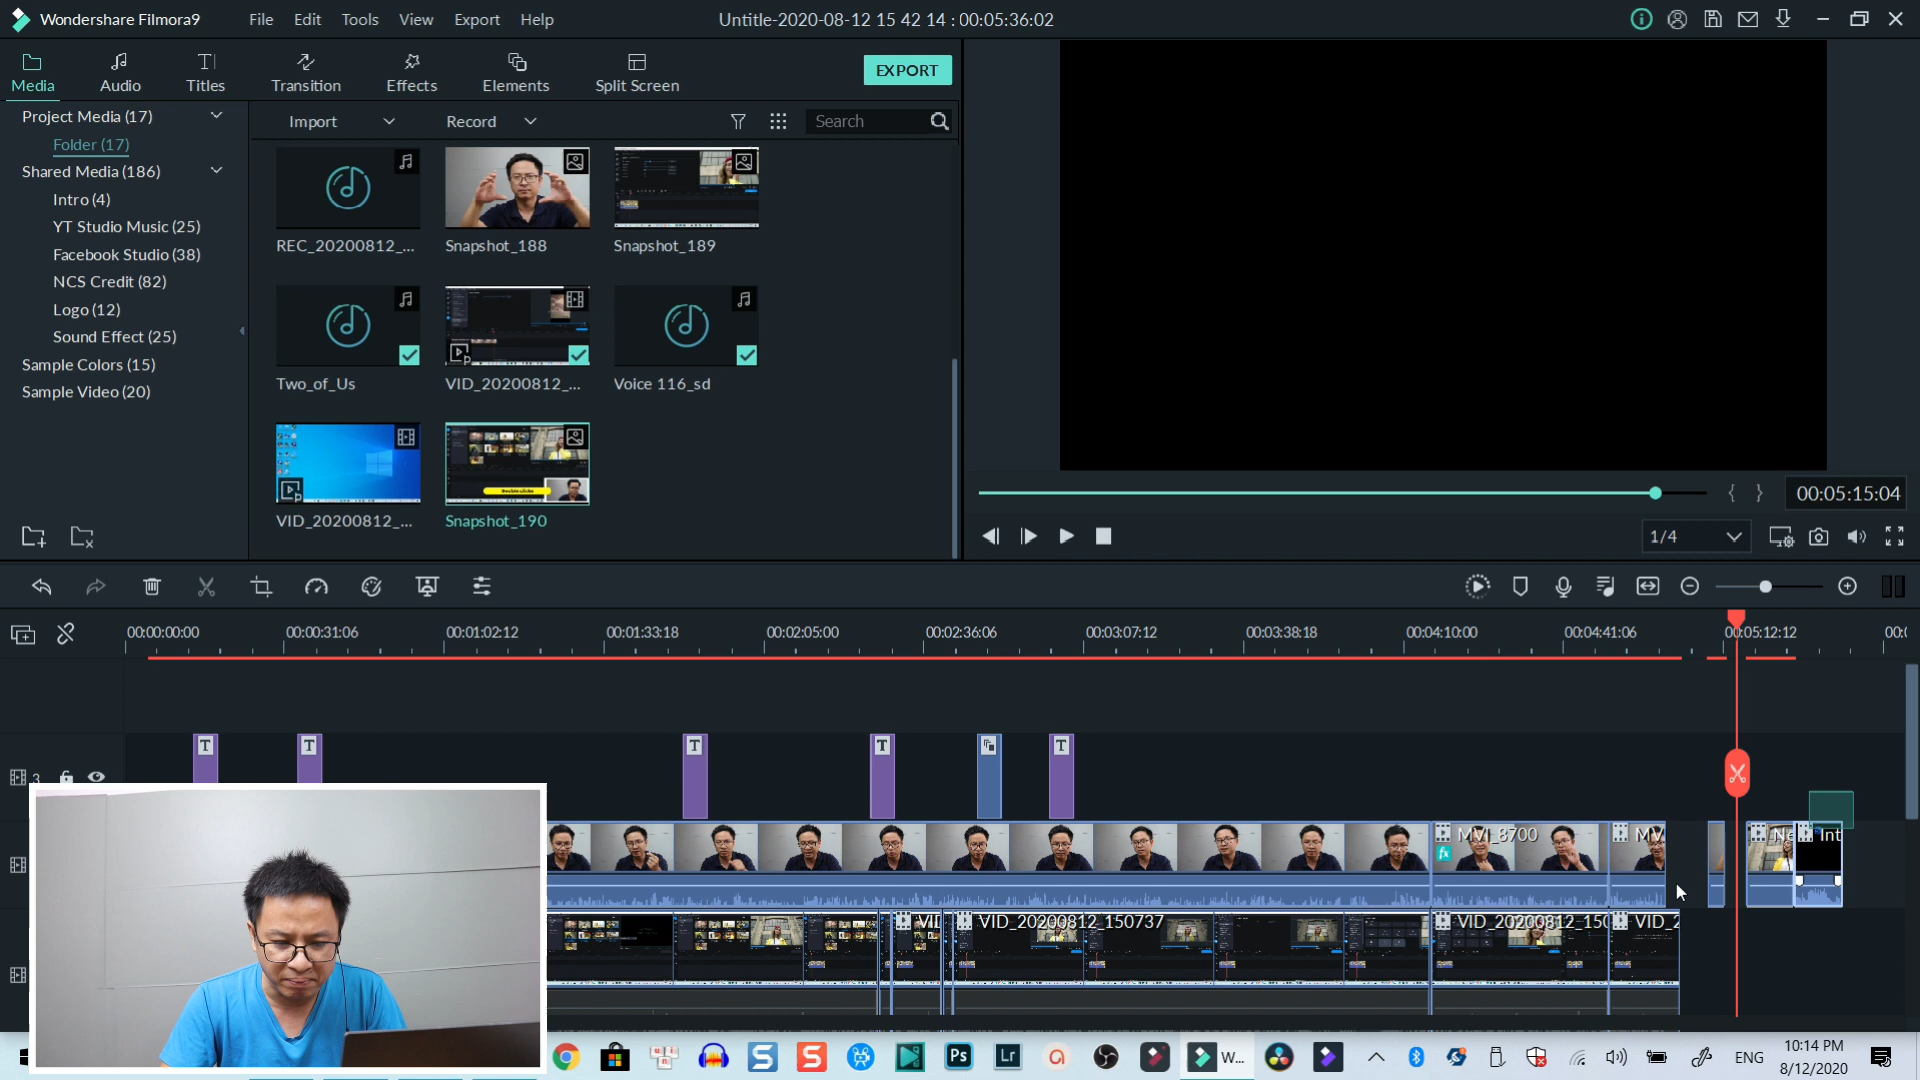 Wondershare Filmora9
File Edit Tools View Export Help
Untitle-2020-08-12 15 42 14 : 00:05:36:02
Media Audio Titles Transition Effects Elements Split Screen
EXPORT
Project Media (17)
Folder (17)
Shared Media (186)
Intro (4)
YT Studio Music (25)
Facebook Studio (38)
NCS Credit (82)
Logo (12)
Sound Effect (25)
Sample Colors (15)
Sample Video (20)
Import Record Search
REC_20200812_... Snapshot_188 Snapshot_189
Two_of_Us VID_20200812_... Voice 116_sd
VID_20200812_... Snapshot_190
00:05:15:04
1/4
00:00:00:00 00:00:31:06 00:01:02:12 00:01:33:18 00:02:05:00 00:02:36:06 00:03:07:12 00:03:38:18 00:04:10:00 00:04:41:06 00:05:12:12 00:
T T T T T
3
MVI_8700 MV Ne Int
VID VID_20200812_150737 VID_20200812_150 VID_2
Ps Lr W... ENG
10:14 PM
8/12/2020